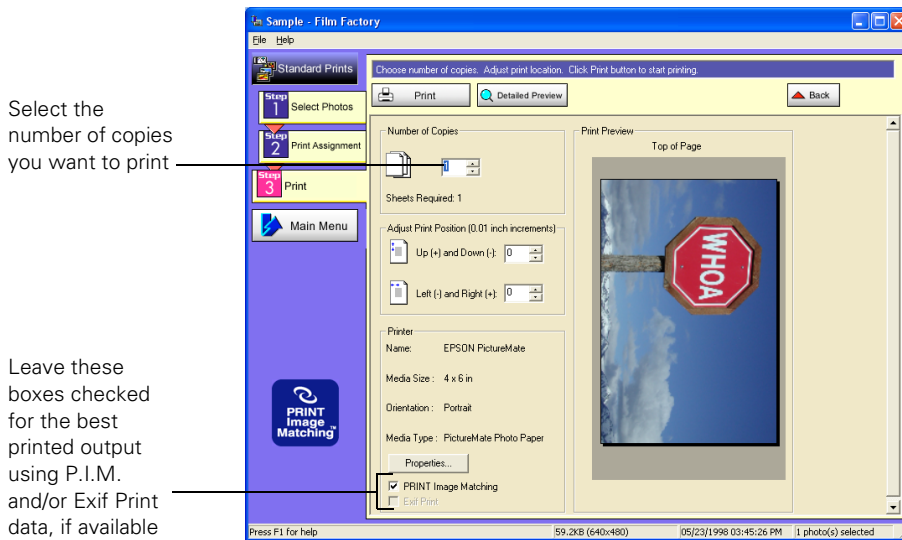 Select the
number of copies
you want to print
Leave these
boxes checked
for the best
printed output
using P.I.M.
and/or Exif Print
data, if available
Sample - Film Factory
File Help
Standard Prints
Step 1 Select Photos
Step 2 Print Assignment
Step 3 Print
Main Menu
PRINT
Image
Matching™
Choose number of copies. Adjust print location. Click Print button to start printing.
Print Detailed Preview Back
Number of Copies
1
Sheets Required: 1
Adjust Print Position (0.01 inch increments)
Up (+) and Down (-): 0
Left (-) and Right (+): 0
Printer
Name: EPSON PictureMate
Media Size : 4 x 6 in
Orientation : Portrait
Media Type : PictureMate Photo Paper
Properties...
PRINT Image Matching
Exif Print
Print Preview
Top of Page
WHOA
Press F1 for help 59.2KB (640x480) 05/23/1998 03:45:26 PM 1 photo(s) selected